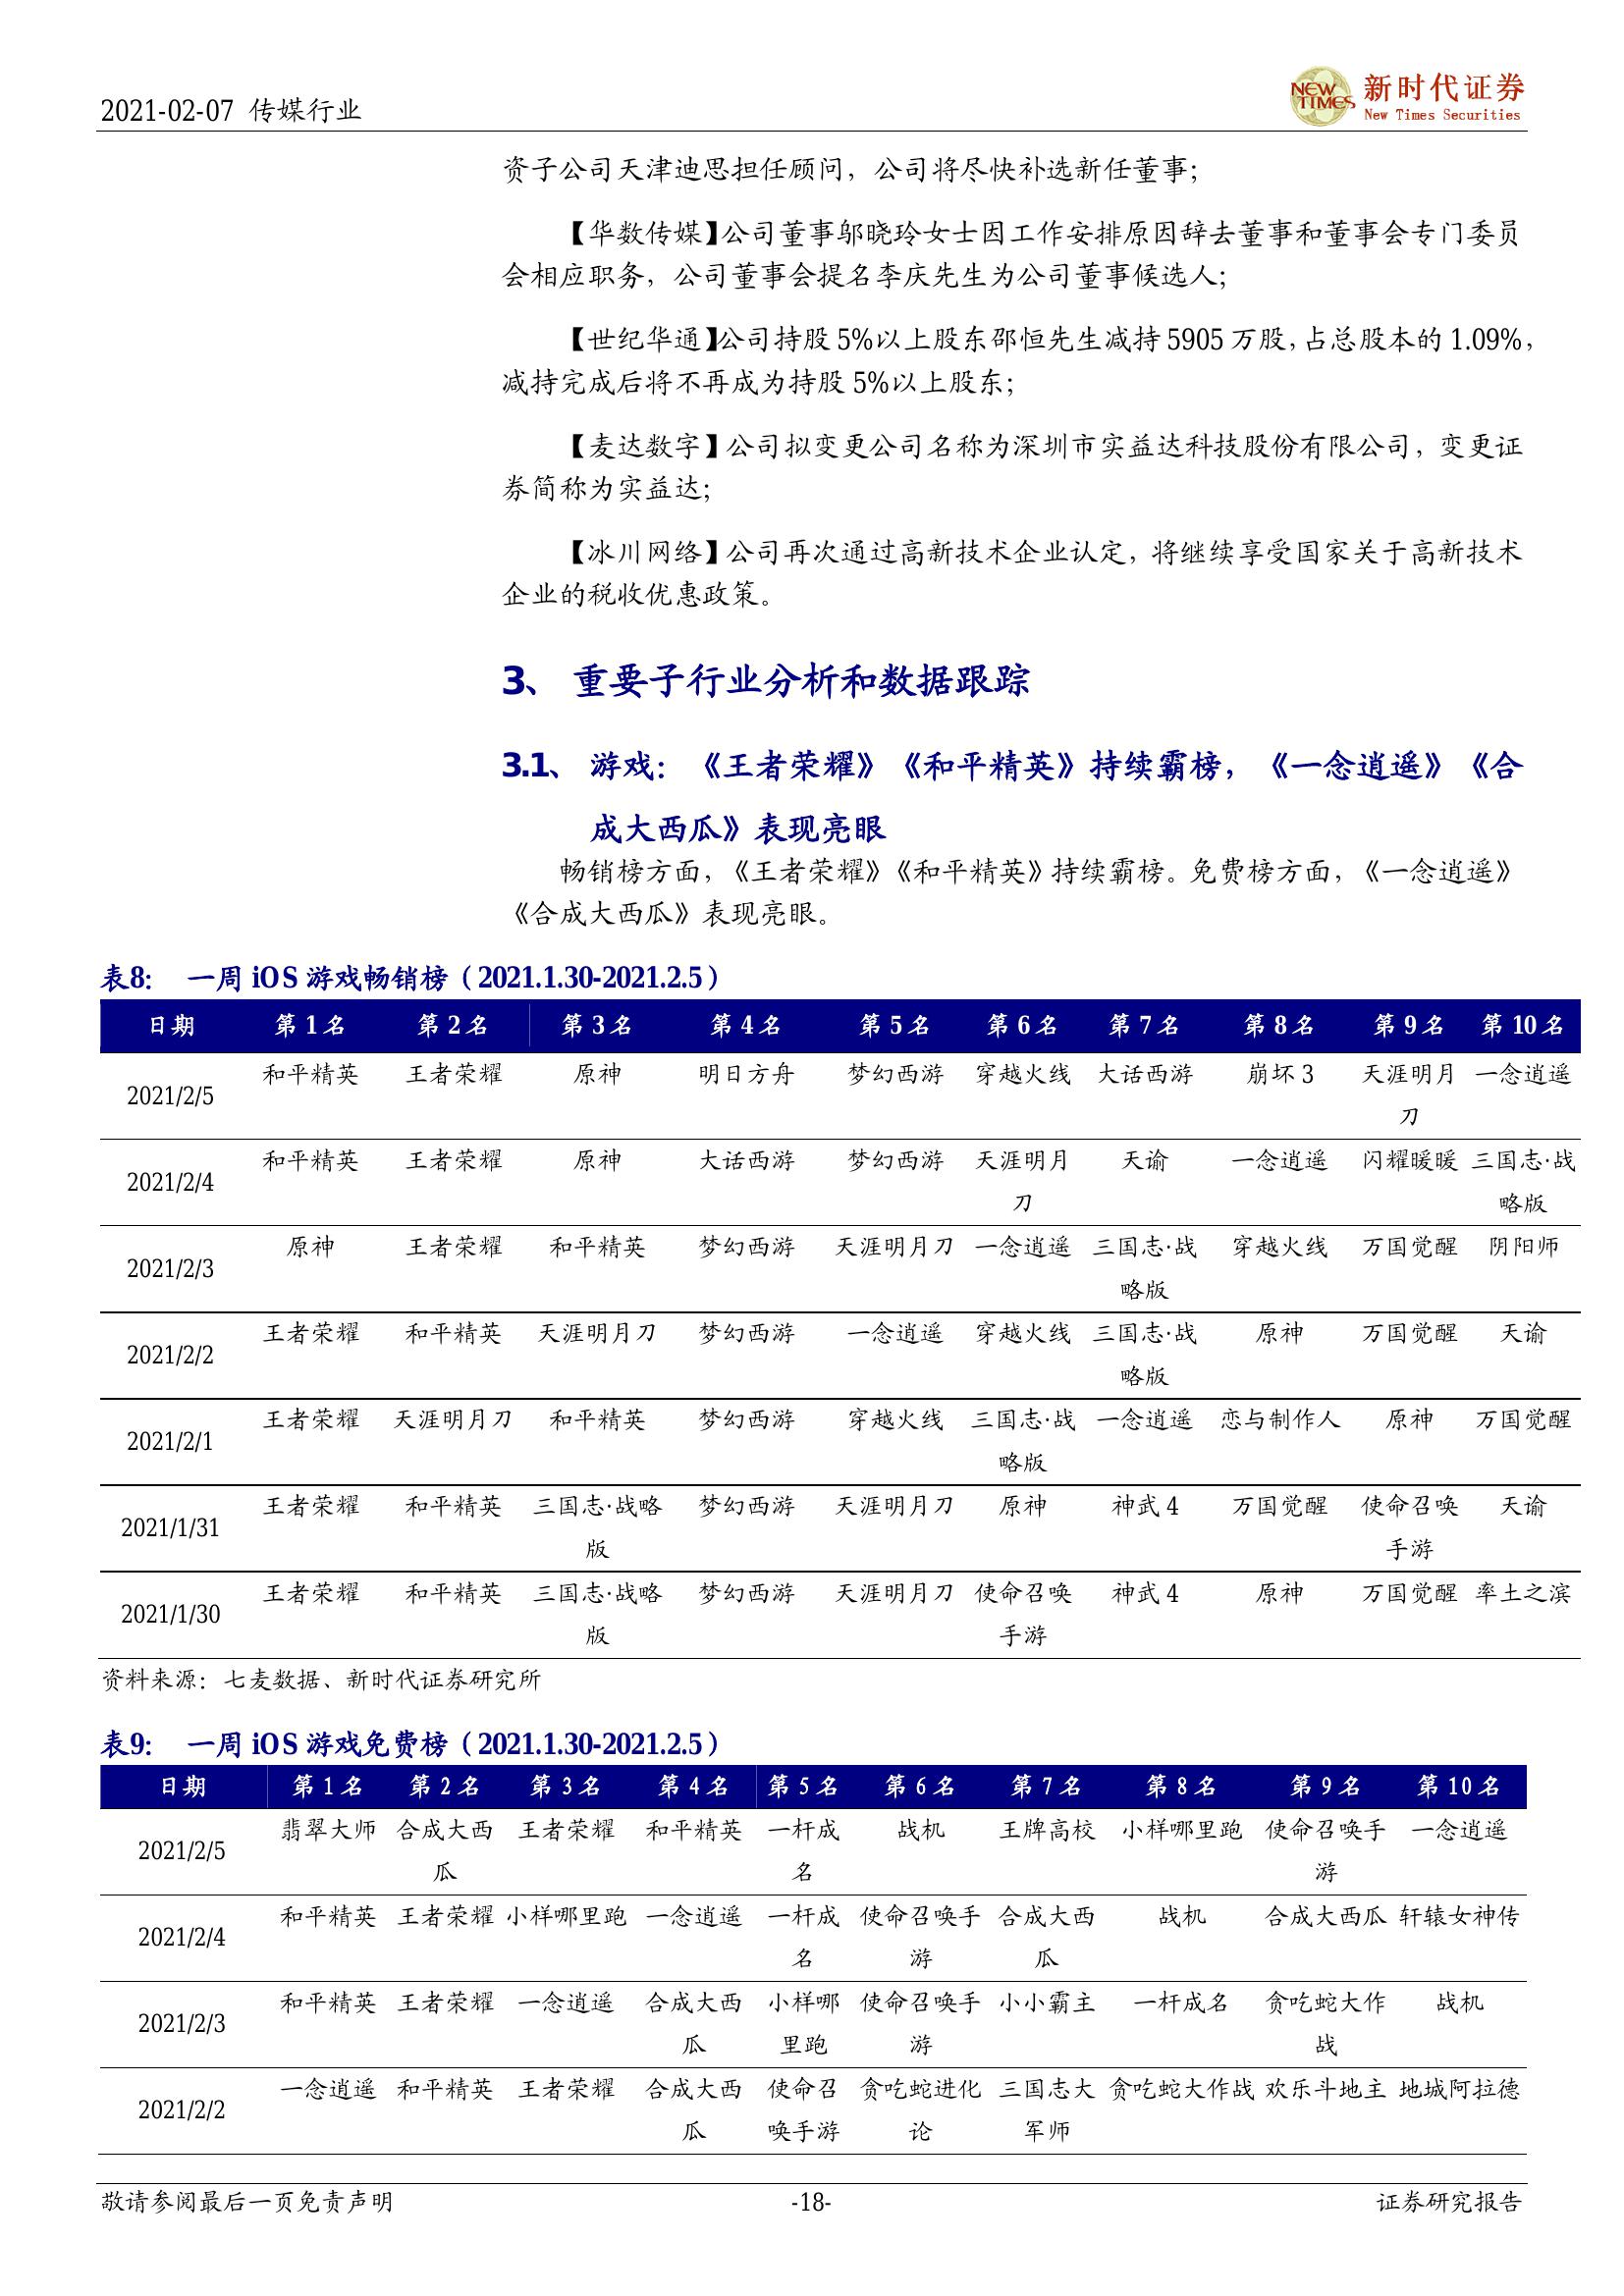 2021-02-07 传媒行业
NEW TIMES 新时代证券
New Times Securities
资子公司天津迪思担任顾问，公司将尽快补选新任董事；
【华数传媒】公司董事邬晓玲女士因工作安排原因辞去董事和董事会专门委员
会相应职务，公司董事会提名李庆先生为公司董事候选人；
【世纪华通】公司持股 5%以上股东邵恒先生减持 5905 万股，占总股本的 1.09%，
减持完成后将不再成为持股 5%以上股东；
【麦达数字】公司拟变更公司名称为深圳市实益达科技股份有限公司，变更证
券简称为实益达；
【冰川网络】公司再次通过高新技术企业认定，将继续享受国家关于高新技术
企业的税收优惠政策。
3、 重要子行业分析和数据跟踪
3.1、 游戏：《王者荣耀》《和平精英》持续霸榜，《一念逍遥》《合
成大西瓜》表现亮眼
畅销榜方面，《王者荣耀》《和平精英》持续霸榜。免费榜方面，《一念逍遥》
《合成大西瓜》表现亮眼。
表8： 一周 iOS 游戏畅销榜（2021.1.30-2021.2.5）
日期 第 1 名 第 2 名 第 3 名 第 4 名 第 5 名 第 6 名 第 7 名 第 8 名 第 9 名 第 10 名
和平精英 王者荣耀 原神 明日方舟 梦幻西游 穿越火线 大话西游 崩坏 3 天涯明月 一念逍遥
2021/2/5
刀
和平精英 王者荣耀 原神 大话西游 梦幻西游 天涯明月 天谕 一念逍遥 闪耀暖暖 三国志·战
2021/2/4
刀 略版
原神 王者荣耀 和平精英 梦幻西游 天涯明月刀 一念逍遥 三国志·战 穿越火线 万国觉醒 阴阳师
2021/2/3
略版
王者荣耀 和平精英 天涯明月刀 梦幻西游 一念逍遥 穿越火线 三国志·战 原神 万国觉醒 天谕
2021/2/2
略版
王者荣耀 天涯明月刀 和平精英 梦幻西游 穿越火线 三国志·战 一念逍遥 恋与制作人 原神 万国觉醒
2021/2/1
略版
王者荣耀 和平精英 三国志·战略 梦幻西游 天涯明月刀 原神 神武 4 万国觉醒 使命召唤 天谕
2021/1/31
版 手游
王者荣耀 和平精英 三国志·战略 梦幻西游 天涯明月刀 使命召唤 神武 4 原神 万国觉醒 率土之滨
2021/1/30
版 手游
资料来源：七麦数据、新时代证券研究所
表9： 一周 iOS 游戏免费榜（2021.1.30-2021.2.5）
日期 第 1 名 第 2 名 第 3 名 第 4 名 第 5 名 第 6 名 第 7 名 第 8 名 第 9 名 第 10 名
翡翠大师 合成大西 王者荣耀 和平精英 一杆成 战机 王牌高校 小样哪里跑 使命召唤手 一念逍遥
2021/2/5
瓜 名 游
和平精英 王者荣耀 小样哪里跑 一念逍遥 一杆成 使命召唤手 合成大西 战机 合成大西瓜 轩辕女神传
2021/2/4
名 游 瓜
和平精英 王者荣耀 一念逍遥 合成大西 小样哪 使命召唤手 小小霸主 一杆成名 贪吃蛇大作 战机
2021/2/3
瓜 里跑 游 战
一念逍遥 和平精英 王者荣耀 合成大西 使命召 贪吃蛇进化 三国志大 贪吃蛇大作战 欢乐斗地主 地城阿拉德
2021/2/2
瓜 唤手游 论 军师
敬请参阅最后一页免责声明 -18- 证券研究报告